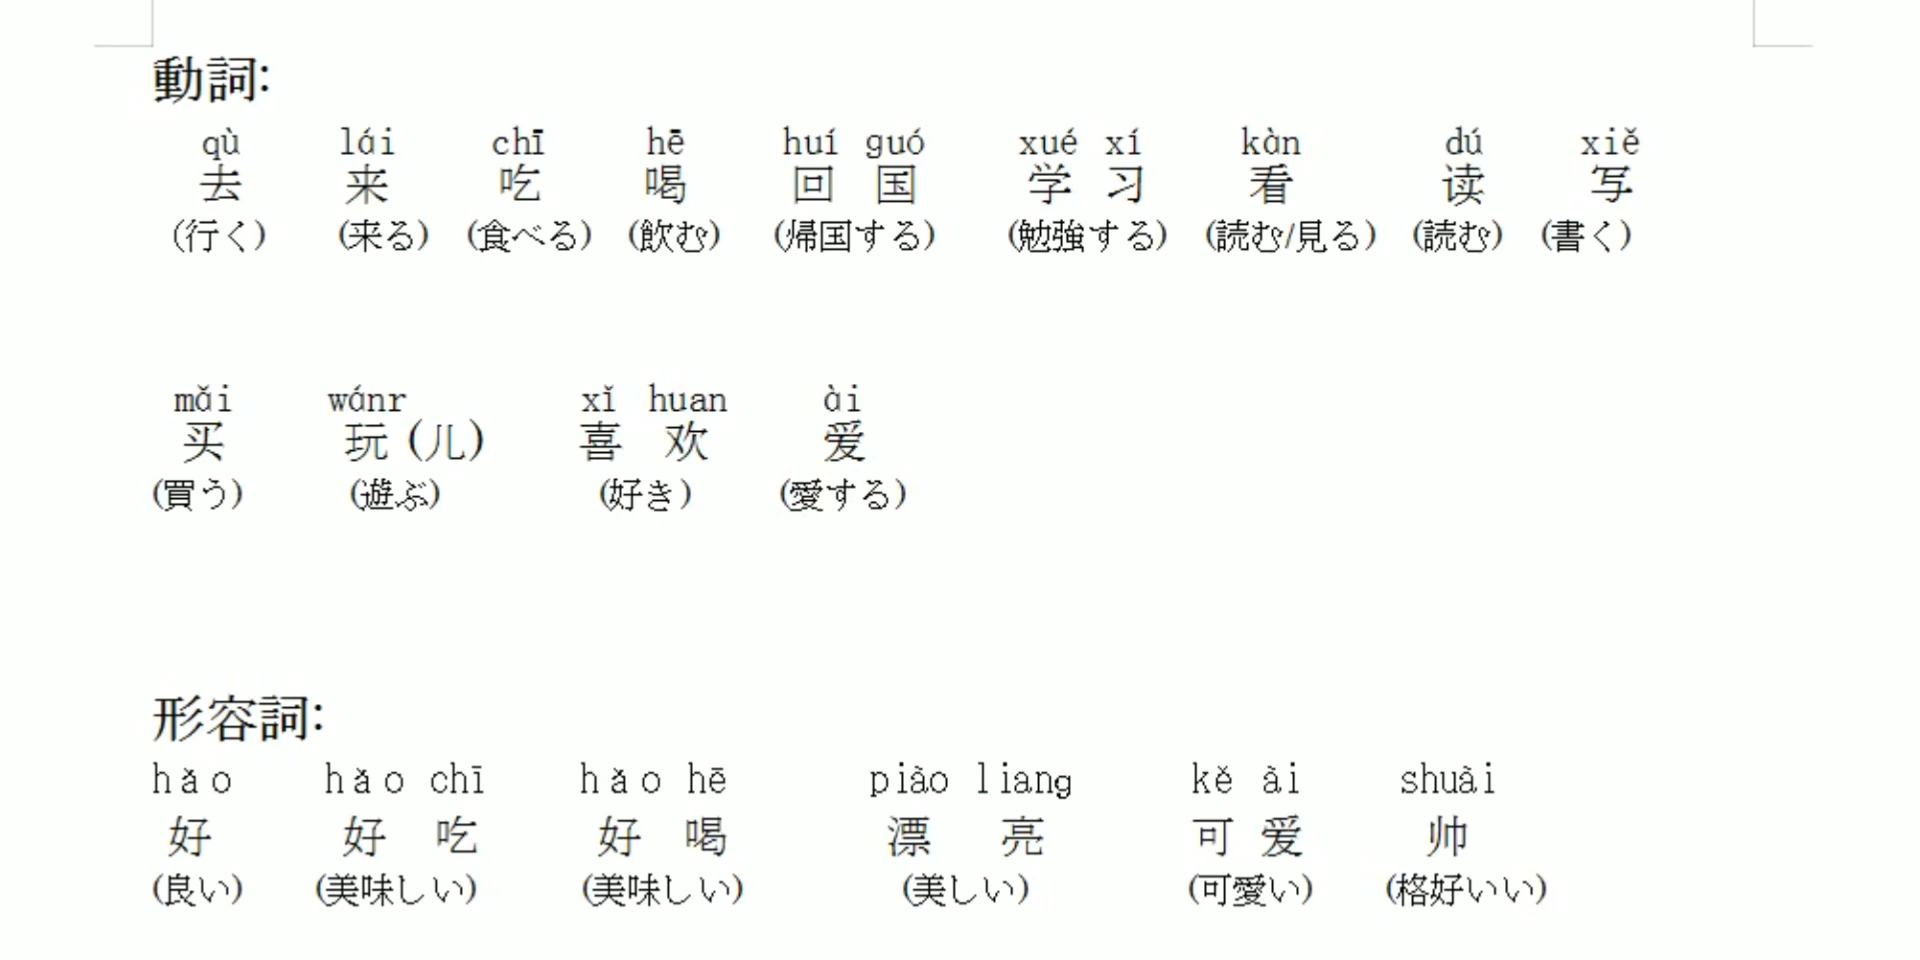 動詞:
qù lái chī hē huí guó xué xí kàn dú xiě
去 来 吃 喝 回 国 学 习 看 读 写
(行く) (来る) (食べる) (飲む) (帰国する) (勉強する) (読む/見る) (読む) (書く)
mǎi wánr xǐ huan ài
买 玩(儿) 喜 欢 爱
(買う) (遊ぶ) (好き) (愛する)
形容詞:
hǎo hǎo chī hǎo hē piào liang kě ài shuài
好 好 吃 好 喝 漂 亮 可 爱 帅
(良い) (美味しい) (美味しい) (美しい) (可愛い) (格好いい)